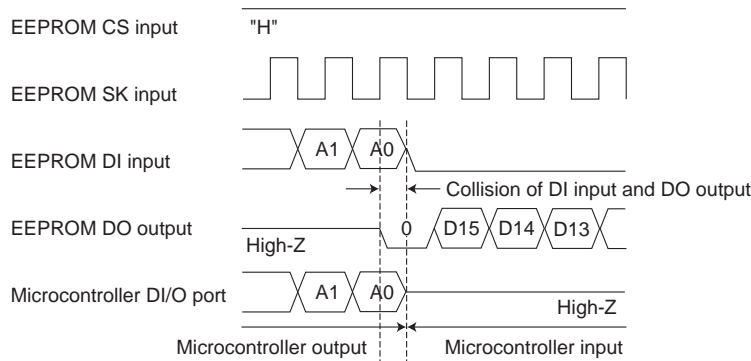 EEPROM CS input "H"
EEPROM SK input
EEPROM DI input A1 A0
Collision of DI input and DO output
EEPROM DO output High-Z 0 D15 D14 D13
Microcontroller DI/O port A1 A0 High-Z
Microcontroller output Microcontroller input